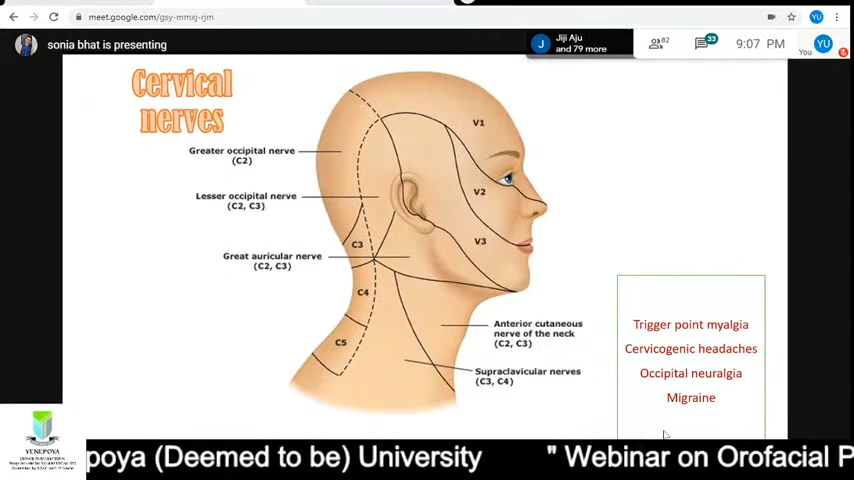 meet.google.com/gsy-mmxj-rjm
YU
sonia bhat is presenting
J
Jiji Aju
and 79 more
82
33
9:07 PM
YU
You
Cervical
nerves
Greater occipital nerve
(C2)
Lesser occipital nerve
(C2, C3)
Great auricular nerve
(C2, C3)
C3
C4
C5
V1
V2
V3
Anterior cutaneous
nerve of the neck
(C2, C3)
Supraclavicular nerves
(C3, C4)
Trigger point myalgia
Cervicogenic headaches
Occipital neuralgia
Migraine
YENEPOYA
poya (Deemed to be) University " Webinar on Orofacial P